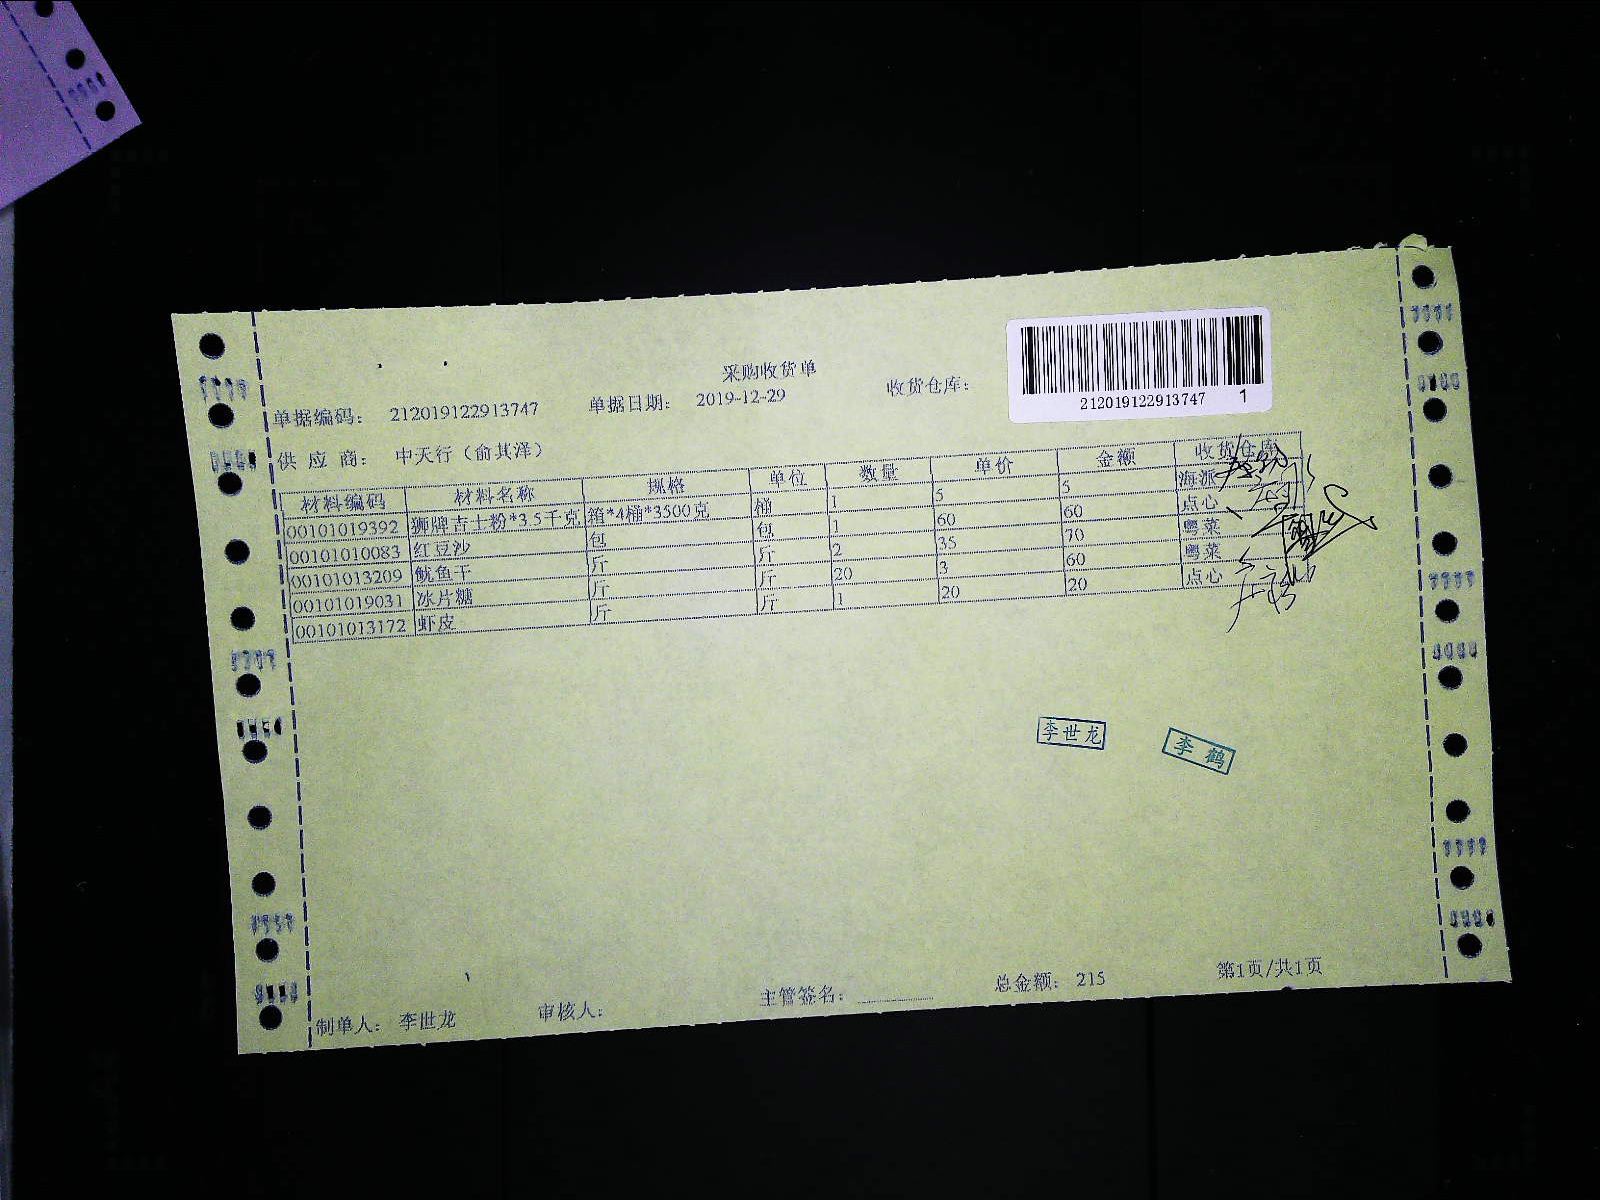 采购收货单
212019122913747 1
单据编码： 212019122913747 单据日期： 2019-12-29 收货仓库：
供 应 商： 中天行（俞其洋）
材料编码 材料名称 规格 单位 数量 单价 金额 收货仓库
00101019392 狮牌吉士粉*3.5千克 箱*4桶*3500克 桶 1 5 5 海派
00101010083 红豆沙 包 包 1 60 60 点心
00101013209 鱿鱼干 斤 斤 2 35 70 粤菜
00101019031 冰片糖 斤 斤 20 3 60 粤菜
00101013172 虾皮 斤 斤 1 20 20 点心
李世龙 李鹤
制单人： 李世龙 审核人： 主管签名： 总金额： 215 第1页/共1页